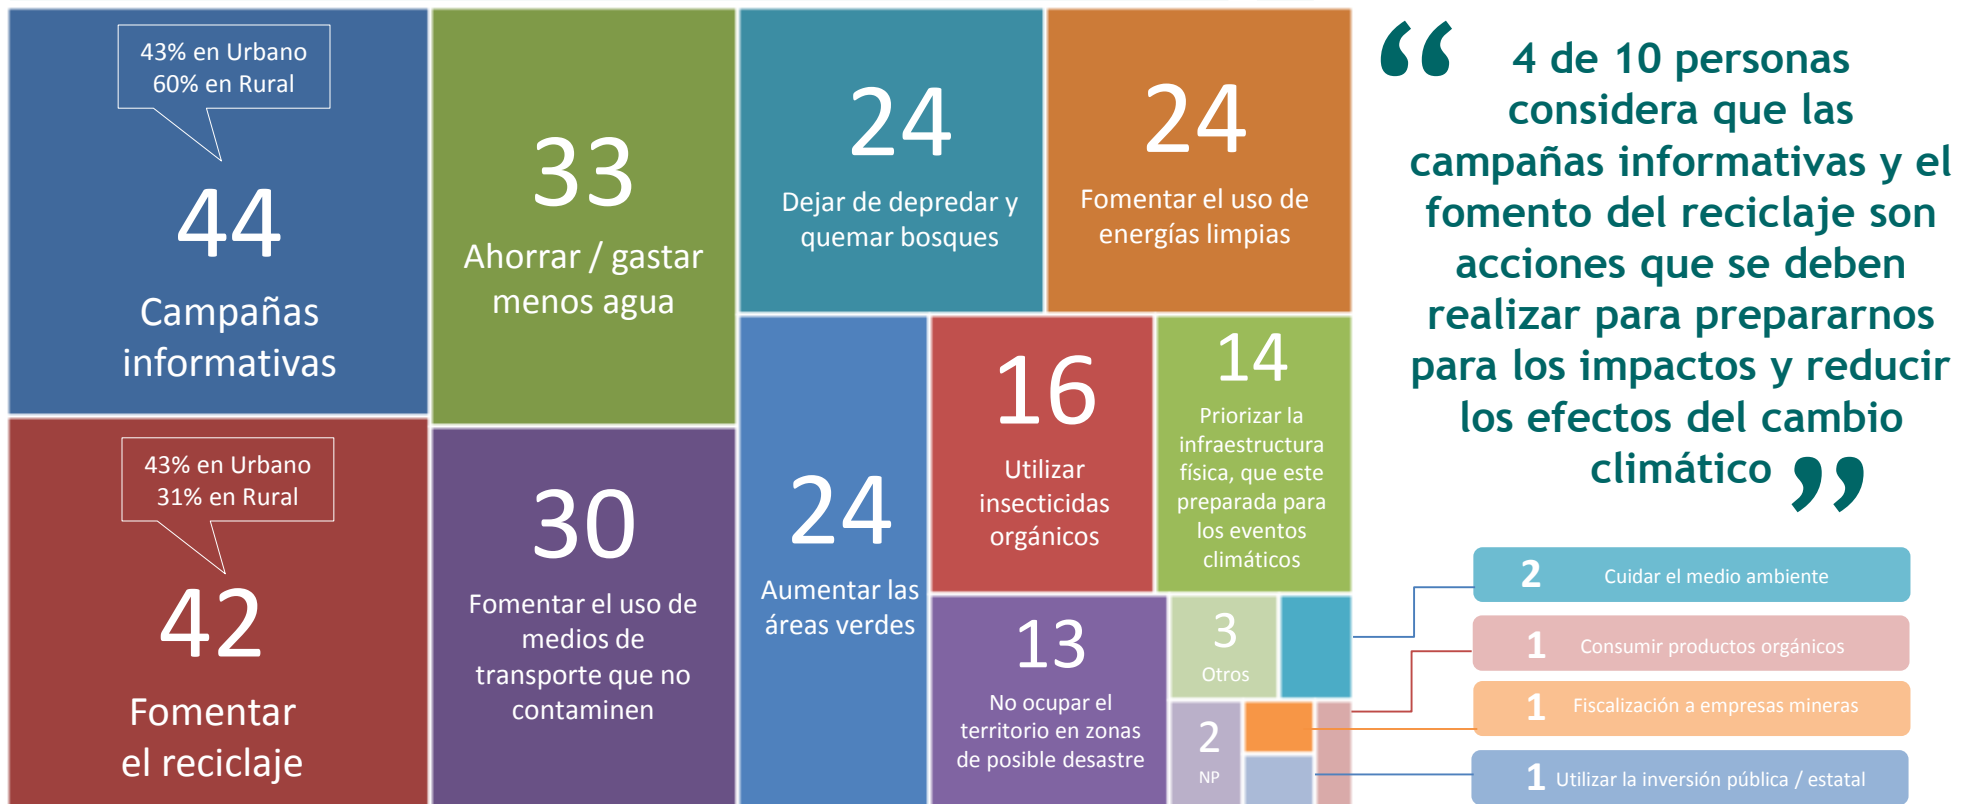 43% en Urbano
60% en Rural
44
Campañas
informativas
43% en Urbano
31% en Rural
42
Fomentar
el reciclaje
33
Ahorrar / gastar
menos agua
30
Fomentar el uso de
medios de
transporte que no
contaminen
24
Dejar de depredar y
quemar bosques
24
Fomentar el uso de
energías limpias
24
Aumentar las
áreas verdes
16
Utilizar
insecticidas
orgánicos
14
Priorizar la
infraestructura
física, que este
preparada para
los eventos
climáticos
13
No ocupar el
territorio en zonas
de posible desastre
3
Otros
2
NP
“ 4 de 10 personas
considera que las
campañas informativas y el
fomento del reciclaje son
acciones que se deben
realizar para prepararnos
para los impactos y reducir
los efectos del cambio
climático ”
2 Cuidar el medio ambiente
1 Consumir productos orgánicos
1 Fiscalización a empresas mineras
1 Utilizar la inversión pública / estatal